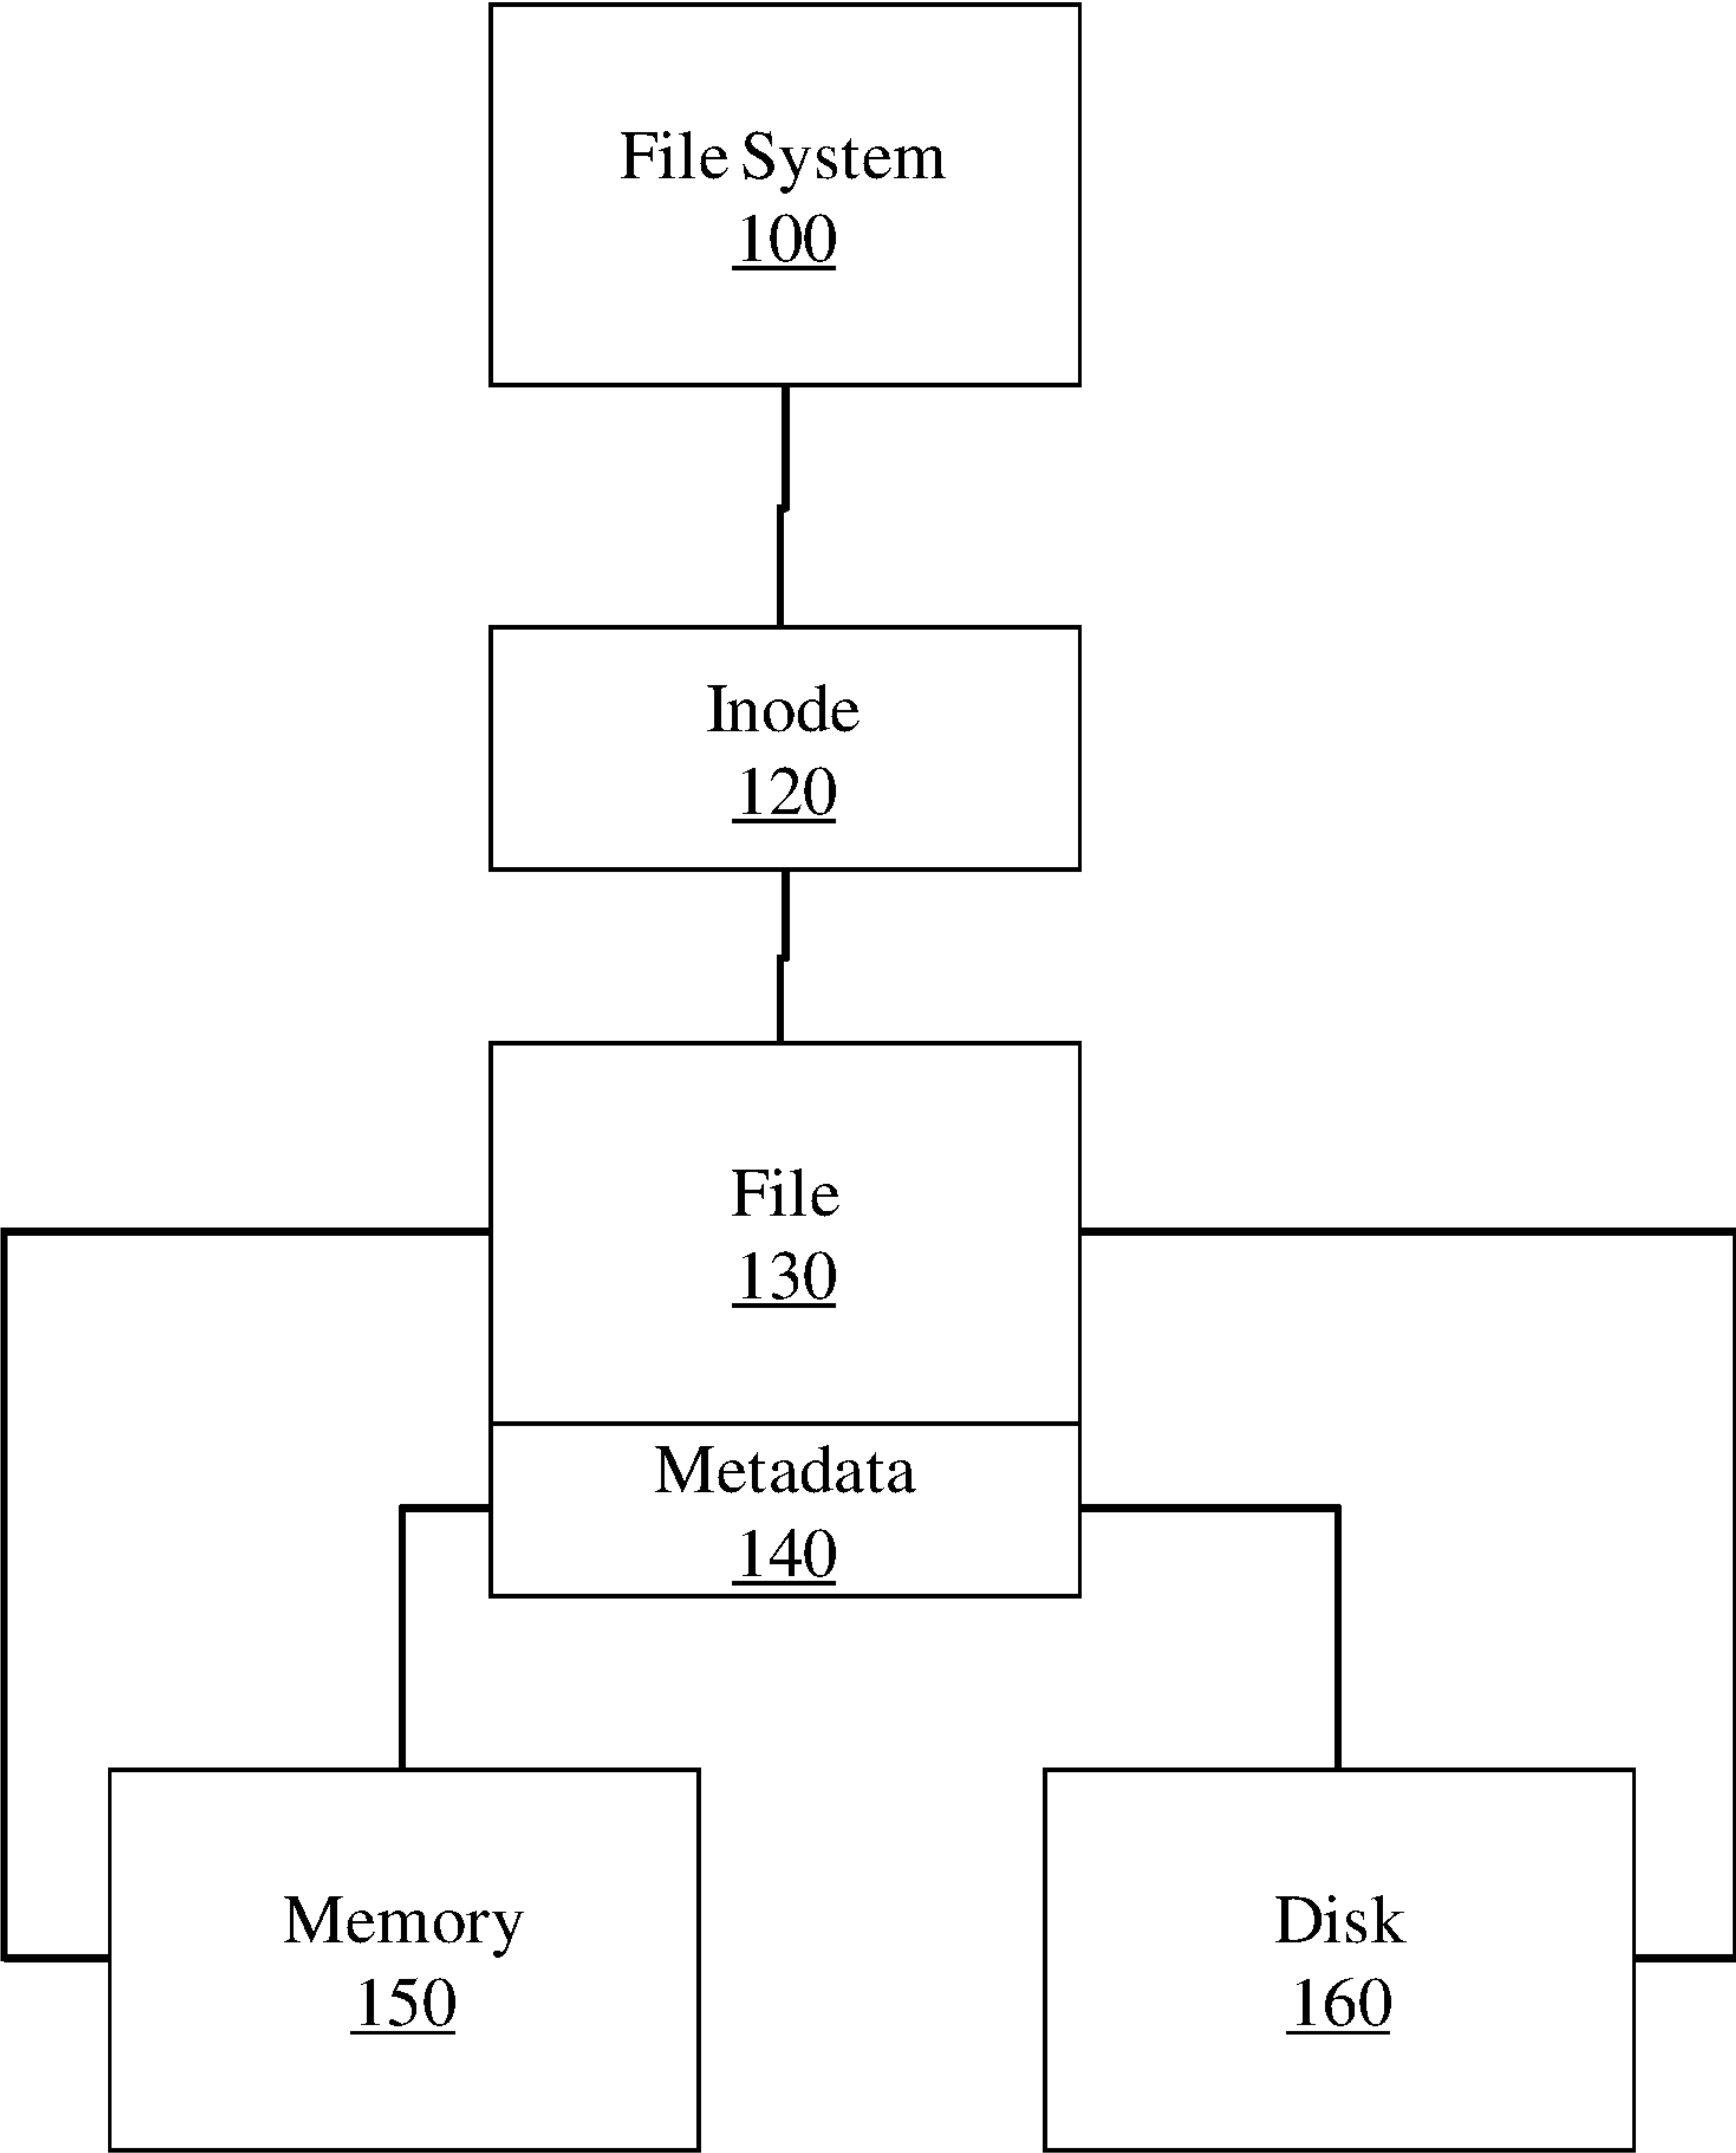 File System
100
Inode
120
File
130
Metadata
140
Memory
150
Disk
160